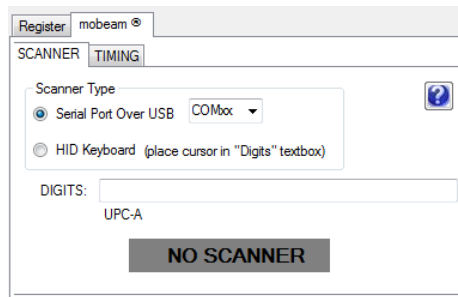 Register mobeam ®
SCANNER TIMING
Scanner Type
Serial Port Over USB COMxx
HID Keyboard (place cursor in "Digits" textbox)
DIGITS:
UPC-A
NO SCANNER